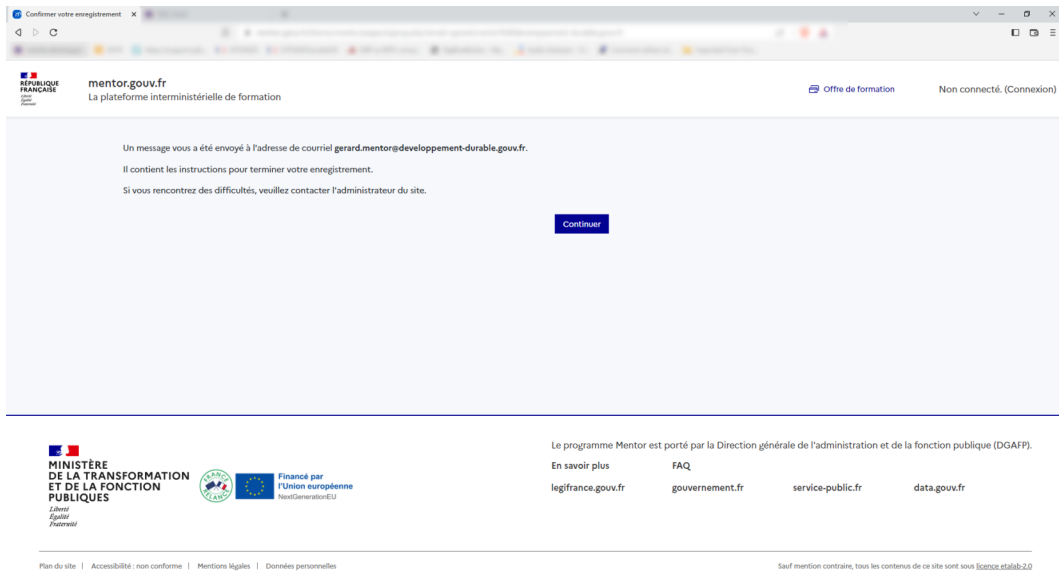 Confirmer votre enregistrement
RÉPUBLIQUE
FRANÇAISE
Liberté
Égalité
Fraternité
mentor.gouv.fr
La plateforme interministérielle de formation
Offre de formation
Non connecté. (Connexion)
Un message vous a été envoyé à l'adresse de courriel gerard.mentor@developpement-durable.gouv.fr.
Il contient les instructions pour terminer votre enregistrement.
Si vous rencontrez des difficultés, veuillez contacter l'administrateur du site.
Continuer
MINISTÈRE
DE LA TRANSFORMATION
ET DE LA FONCTION
PUBLIQUES
Liberté
Égalité
Fraternité
FRANCE
RELANCE
Financé par
l'Union européenne
NextGenerationEU
Le programme Mentor est porté par la Direction générale de l'administration et de la fonction publique (DGAFP).
En savoir plus FAQ
legifrance.gouv.fr gouvernement.fr service-public.fr data.gouv.fr
Plan du site | Accessibilité : non conforme | Mentions légales | Données personnelles
Sauf mention contraire, tous les contenus de ce site sont sous licence etalab-2.0